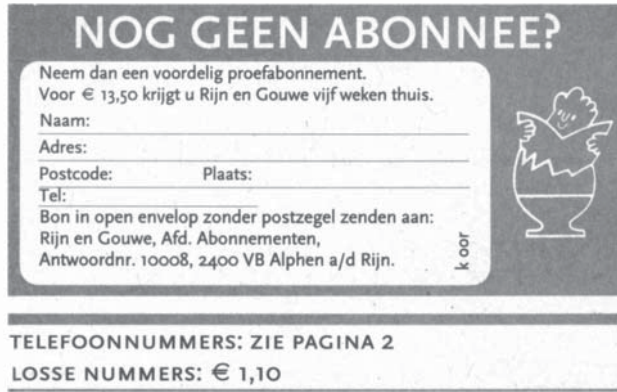 NOG GEEN ABONNEE?
Neem dan een voordelig proefabonnement.
Voor € 13,50 krijgt u Rijn en Gouwe vijf weken thuis.
Naam:
Adres:
Postcode: Plaats:
Tel:
Bon in open envelop zonder postzegel zenden aan:
Rijn en Gouwe, Afd. Abonnementen,
Antwoordnr. 10008, 2400 VB Alphen a/d Rijn.
k oor
TELEFOONNUMMERS: ZIE PAGINA 2
LOSSE NUMMERS: € 1,10